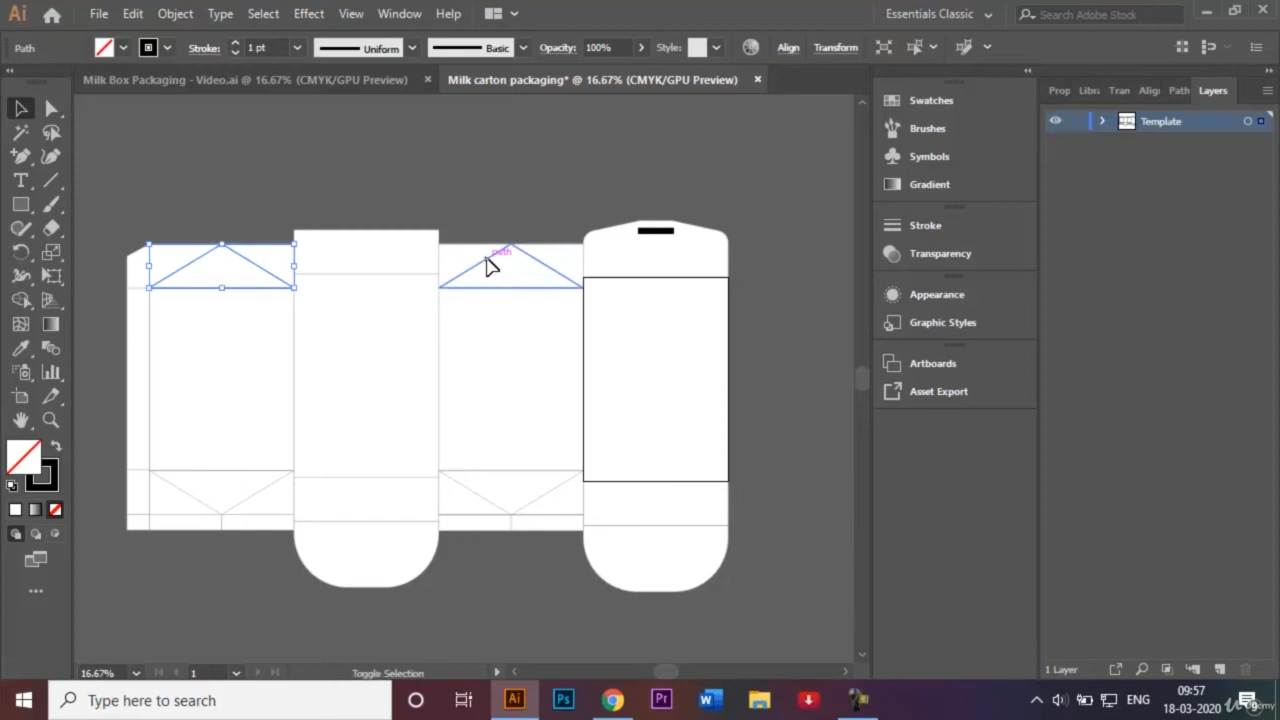 Ai File Edit Object Type Select Effect View Window Help Essentials Classic Search Adobe Stock
Path Stroke: 1 pt Uniform Basic Opacity: 100% Style: Align Transform
Milk Box Packaging - Video.ai @ 16.67% (CMYK/GPU Preview) × Milk carton packaging* @ 16.67% (CMYK/GPU Preview) ×
Prop Libra Tran Aligi Path Layers
Swatches
Template
Brushes
Symbols
Gradient
Stroke
Transparency
path
Appearance
Graphic Styles
Artboards
Asset Export
16.67% 1 Toggle Selection
1 Layer
Type here to search Ai Ps Pr ENG 09:57
18-03-2020